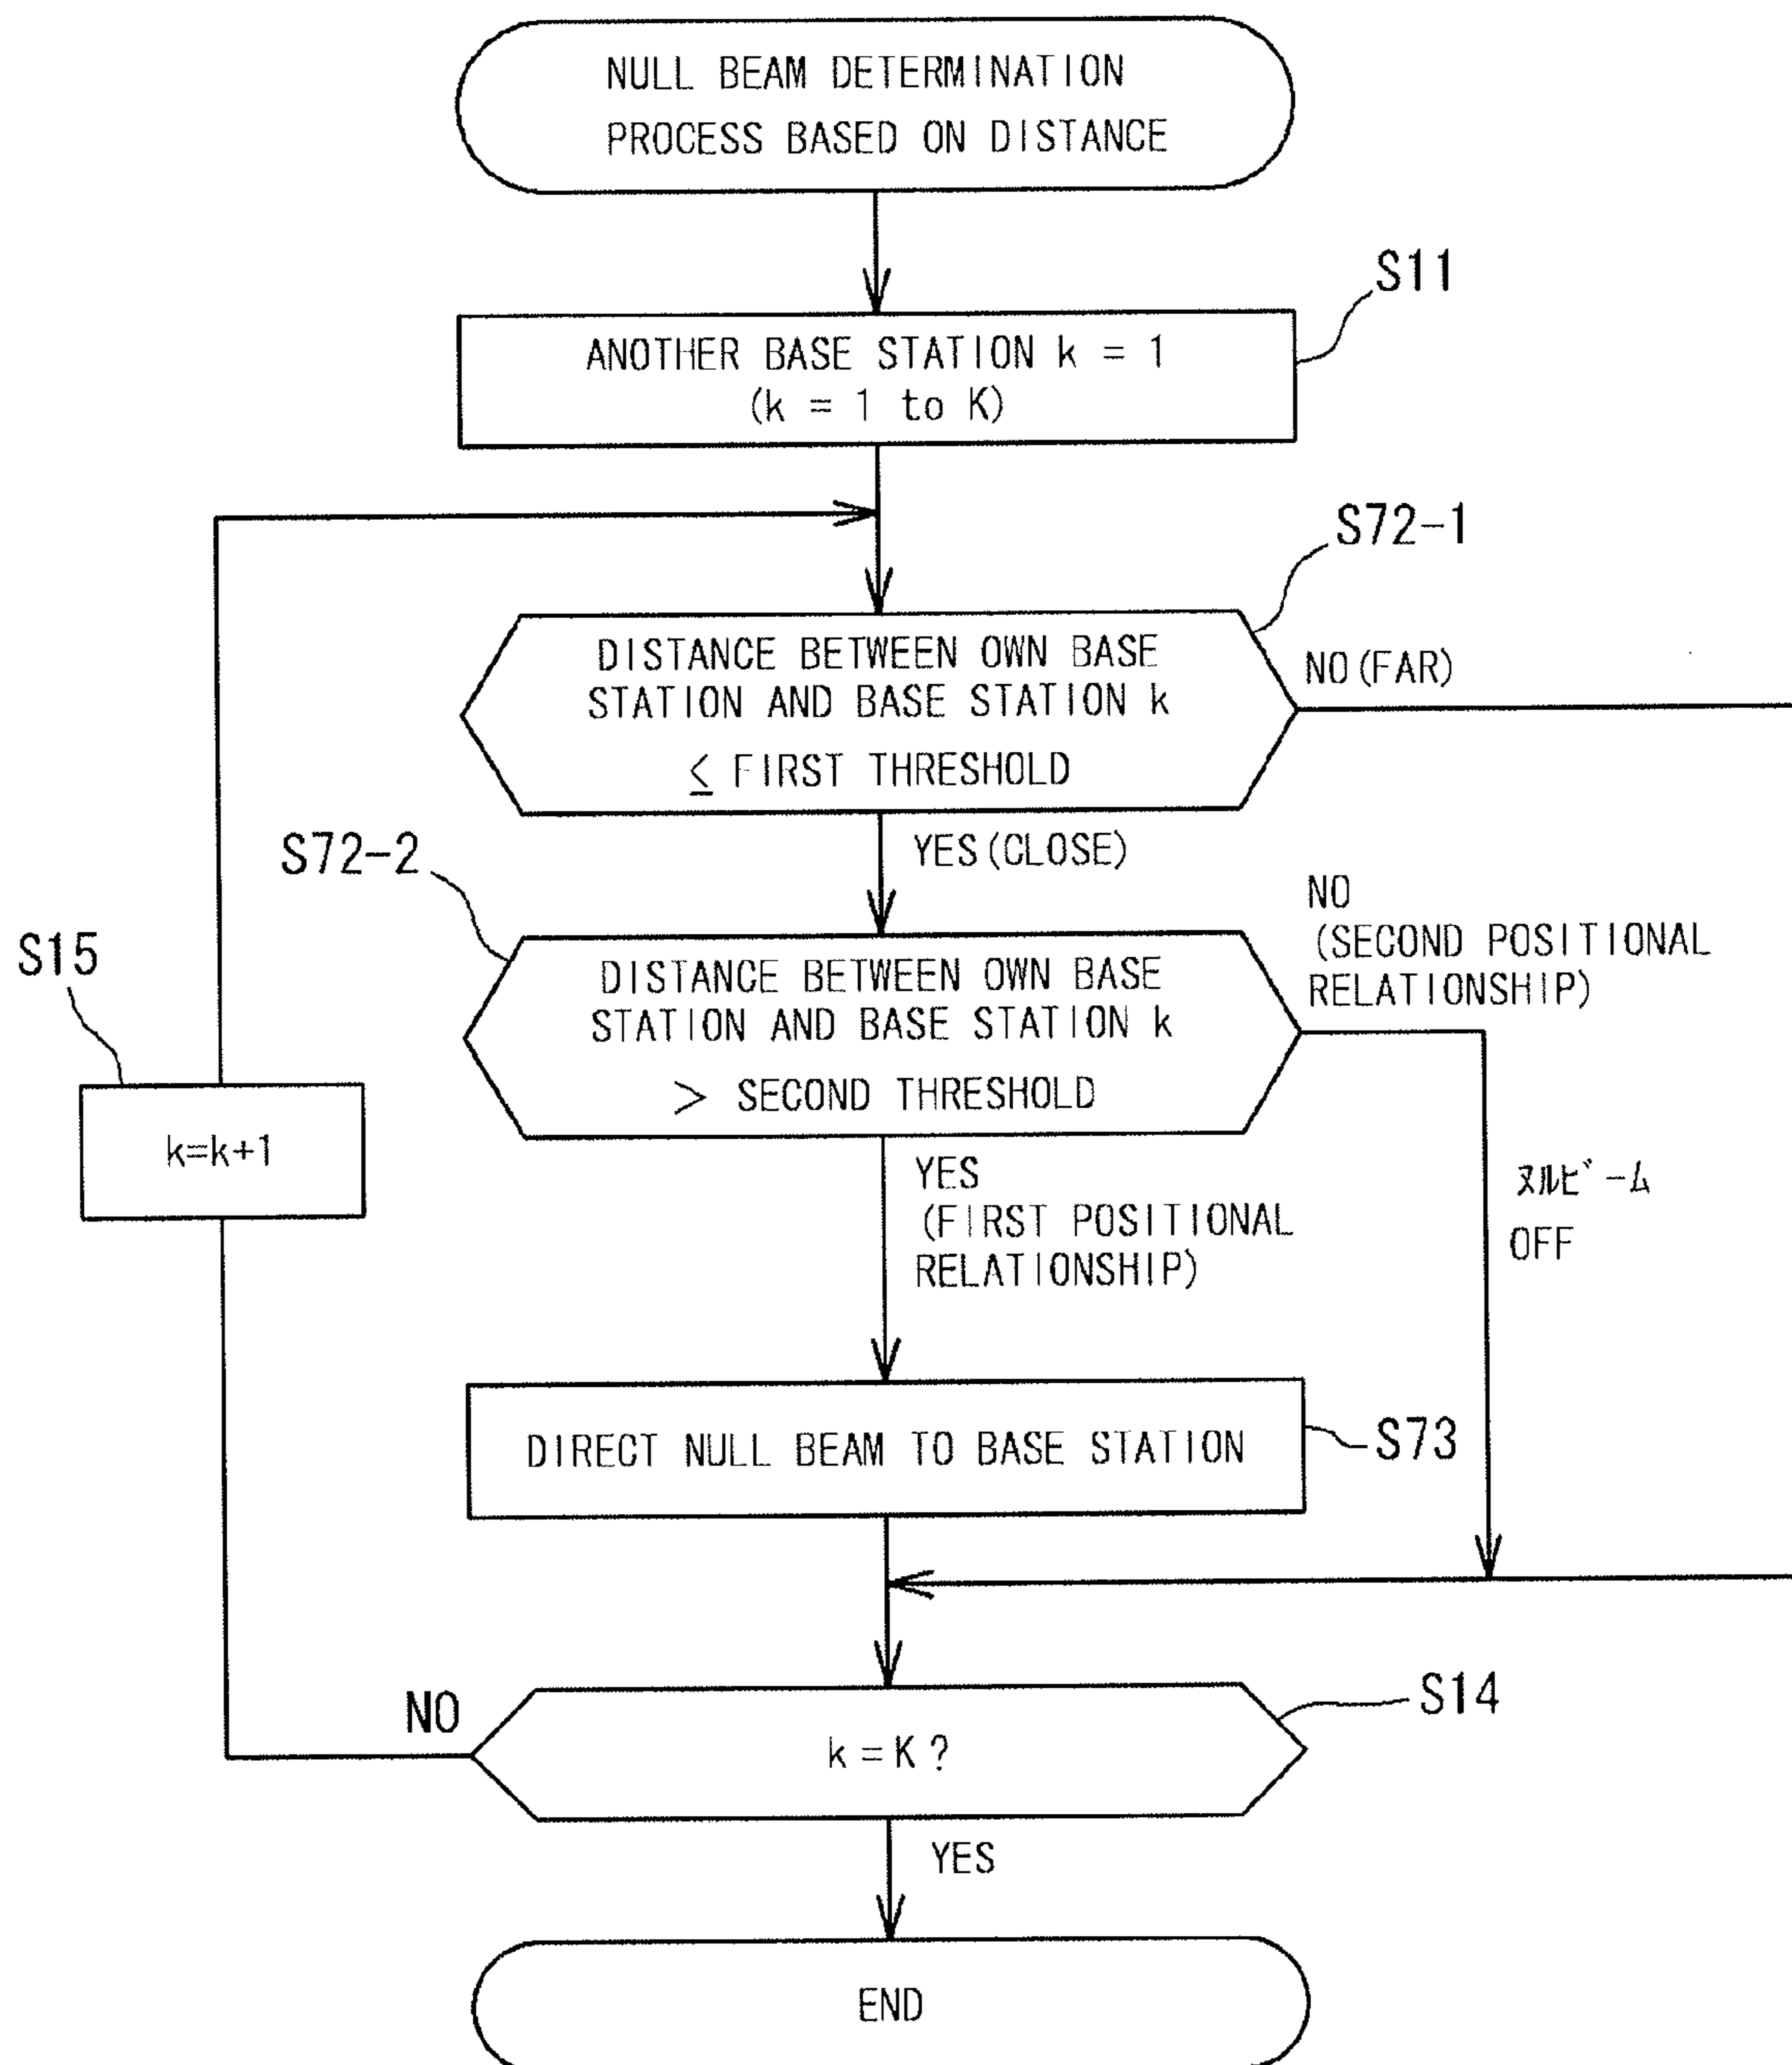 NULL BEAM DETERMINATION
PROCESS BASED ON DISTANCE
S11
ANOTHER BASE STATION k = 1
(k = 1 to K)
S72-1
DISTANCE BETWEEN OWN BASE
STATION AND BASE STATION k
≤ FIRST THRESHOLD
NO(FAR)
YES(CLOSE)
S72-2
DISTANCE BETWEEN OWN BASE
STATION AND BASE STATION k
> SECOND THRESHOLD
NO
(SECOND POSITIONAL
RELATIONSHIP)
S15
k=k+1
YES
(FIRST POSITIONAL
RELATIONSHIP)
ﾇﾙﾋﾞｰﾑ
OFF
DIRECT NULL BEAM TO BASE STATION
S73
NO
k=K?
S14
YES
END